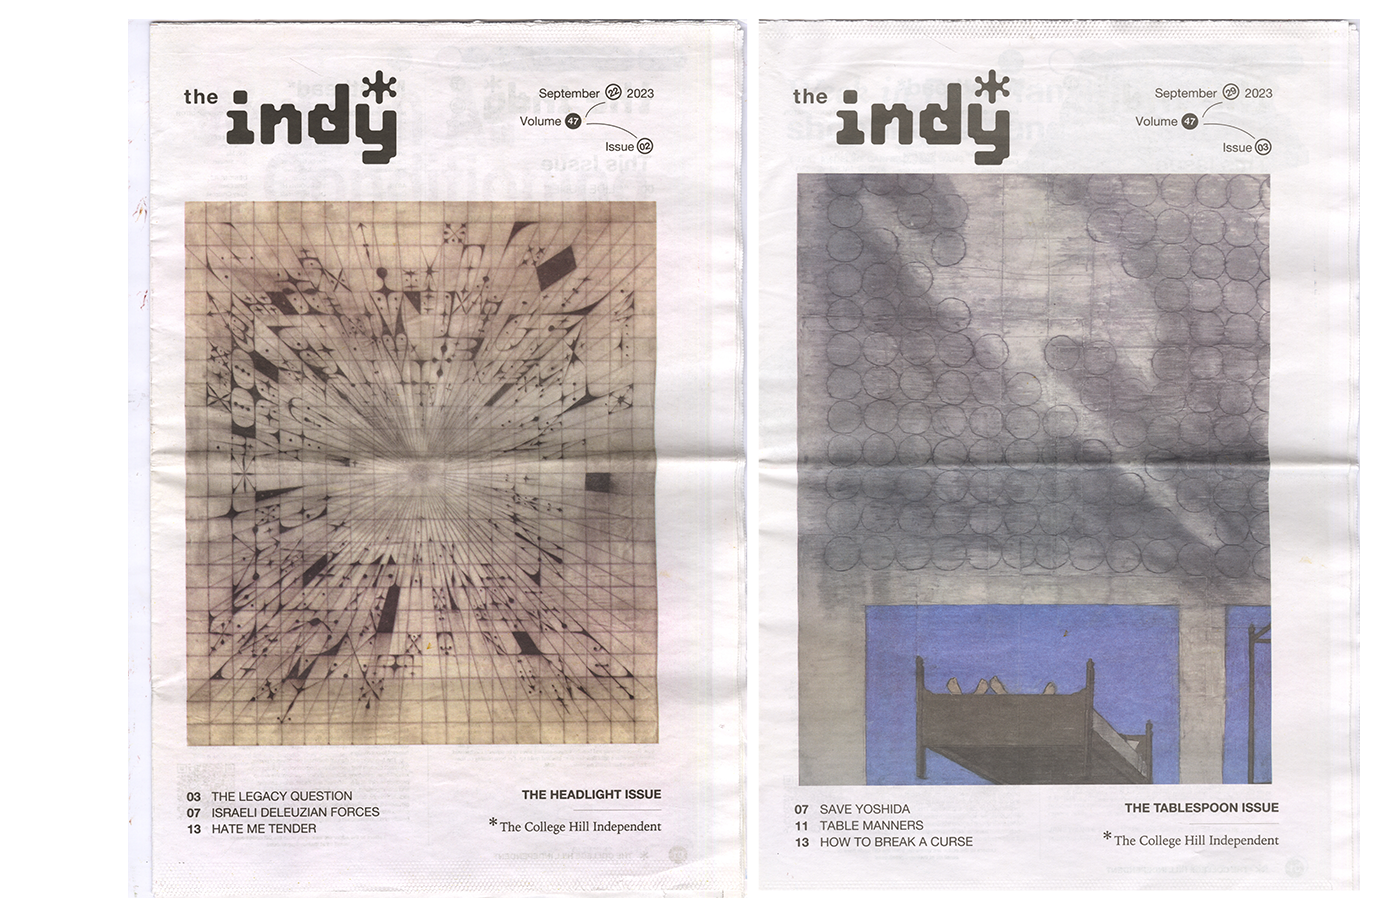 the indy*
September 22 2023
Volume 47
Issue 02
03 THE LEGACY QUESTION
07 ISRAELI DELEUZIAN FORCES
13 HATE ME TENDER
THE HEADLIGHT ISSUE
*The College Hill Independent
the indy*
September 29 2023
Volume 47
Issue 03
07 SAVE YOSHIDA
11 TABLE MANNERS
13 HOW TO BREAK A CURSE
THE TABLESPOON ISSUE
*The College Hill Independent